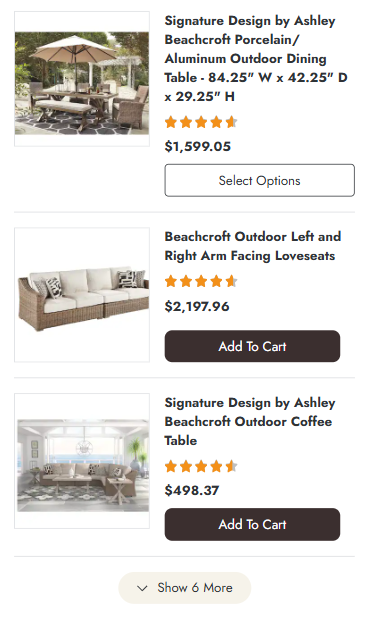 Signature Design by Ashley
Beachcroft Porcelain/
Aluminum Outdoor Dining
Table - 84.25" W x 42.25" D
x 29.25" H
$1,599.05
Select Options
Beachcroft Outdoor Left and
Right Arm Facing Loveseats
$2,197.96
Add To Cart
Signature Design by Ashley
Beachcroft Outdoor Coffee
Table
$498.37
Add To Cart
Show 6 More